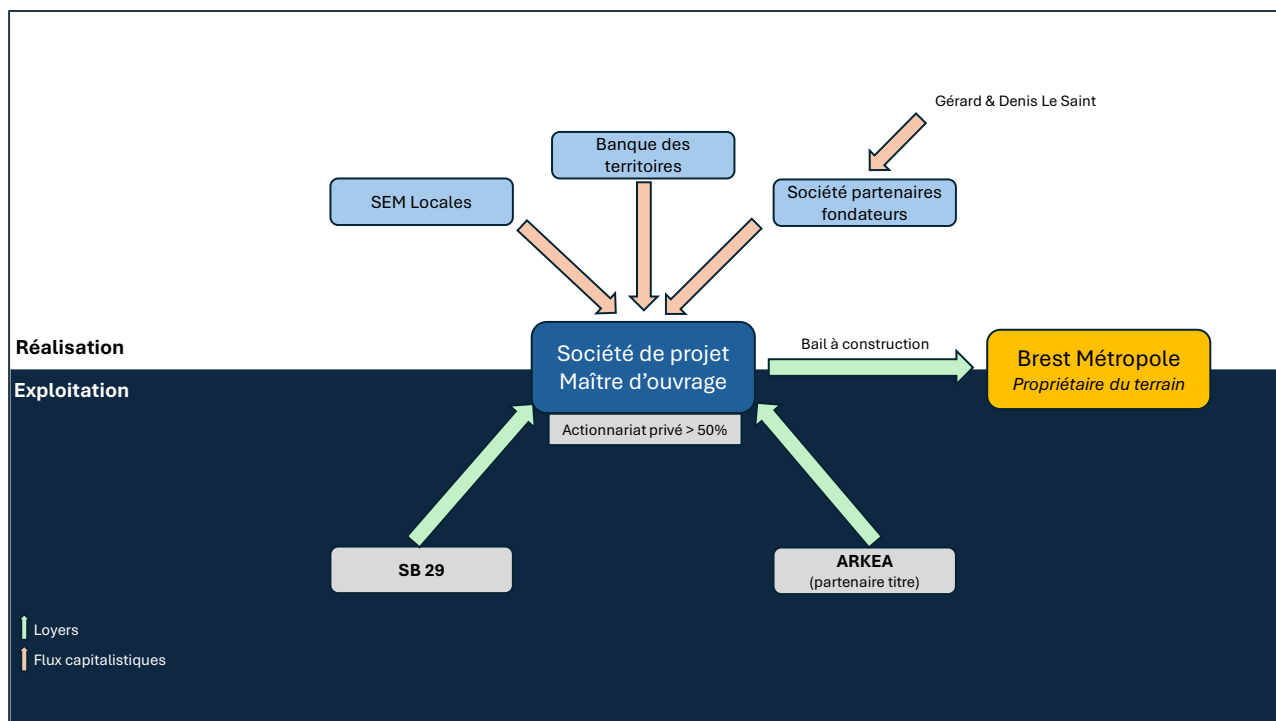 Gérard & Denis Le Saint
Banque des
territoires
SEM Locales
Société partenaires
fondateurs
Réalisation
Société de projet
Maître d'ouvrage
Bail à construction
Brest Métropole
Propriétaire du terrain
Exploitation
Actionnariat privé > 50%
SB 29
ARKEA
(partenaire titre)
Loyers
Flux capitalistiques